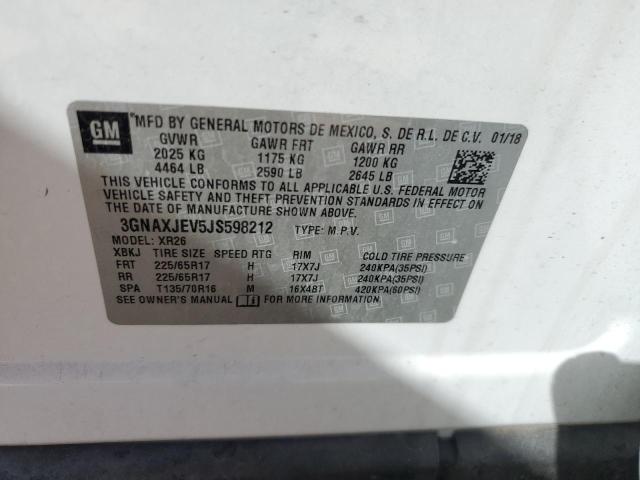 GM
MFD BY GENERAL MOTORS DE MEXICO, S. DE R.L. DE C.V. 01/18
GVWR GAWR FRT GAWR RR
2025 KG 1175 KG 1200 KG
4464 LB 2590 LB 2645 LB
THIS VEHICLE CONFORMS TO ALL APPLICABLE U.S. FEDERAL MOTOR
VEHICLE SAFETY AND THEFT PREVENTION STANDARDS IN EFFECT ON
THE DATE OF MANUFACTURE SHOWN ABOVE.
3GNAXJEV5JS598212 TYPE: M.P.V.
MODEL: XR26
XBKJ TIRE SIZE SPEED RTG RIM COLD TIRE PRESSURE
FRT 225/65R17 H 17X7J 240KPA(35PSI)
RR 225/65R17 H 17X7J 240KPA(35PSI)
SPA T135/70R16 M 16X4BT 420KPA(60PSI)
SEE OWNER'S MANUAL FOR ADDITIONAL INFORMATION.